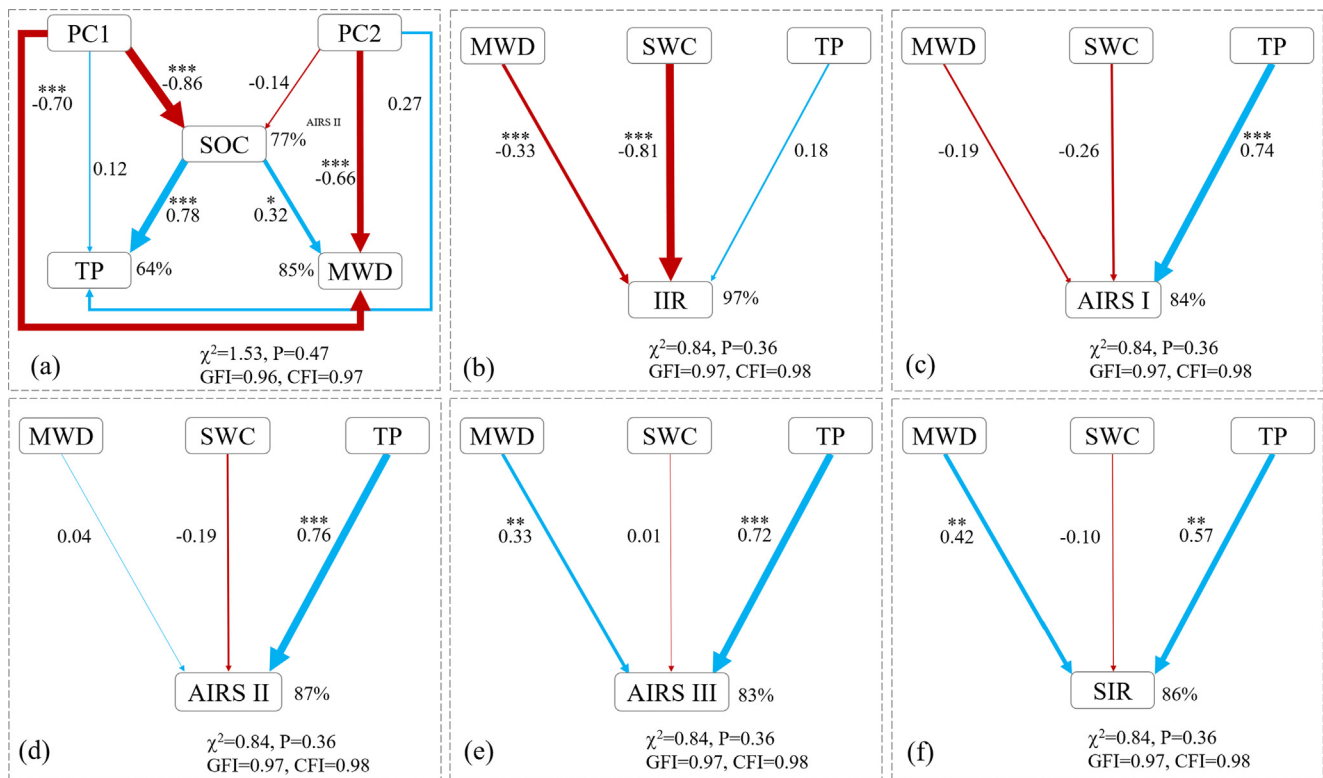 PC1
PC2
***
-0.86
-0.14
***
-0.70
0.27
AIRS II
SOC
77%
0.12
***
-0.66
***
0.78
*
0.32
TP
64%
85%
MWD
(a)
χ²=1.53, P=0.47
GFI=0.96, CFI=0.97
MWD
SWC
TP
***
-0.33
***
-0.81
0.18
IIR
97%
(b)
χ²=0.84, P=0.36
GFI=0.97, CFI=0.98
MWD
SWC
TP
-0.19
-0.26
***
0.74
AIRS I
84%
(c)
χ²=0.84, P=0.36
GFI=0.97, CFI=0.98
MWD
SWC
TP
0.04
-0.19
***
0.76
AIRS II
87%
(d)
χ²=0.84, P=0.36
GFI=0.97, CFI=0.98
MWD
SWC
TP
**
0.33
0.01
***
0.72
AIRS III
83%
(e)
χ²=0.84, P=0.36
GFI=0.97, CFI=0.98
MWD
SWC
TP
**
0.42
-0.10
**
0.57
SIR
86%
(f)
χ²=0.84, P=0.36
GFI=0.97, CFI=0.98